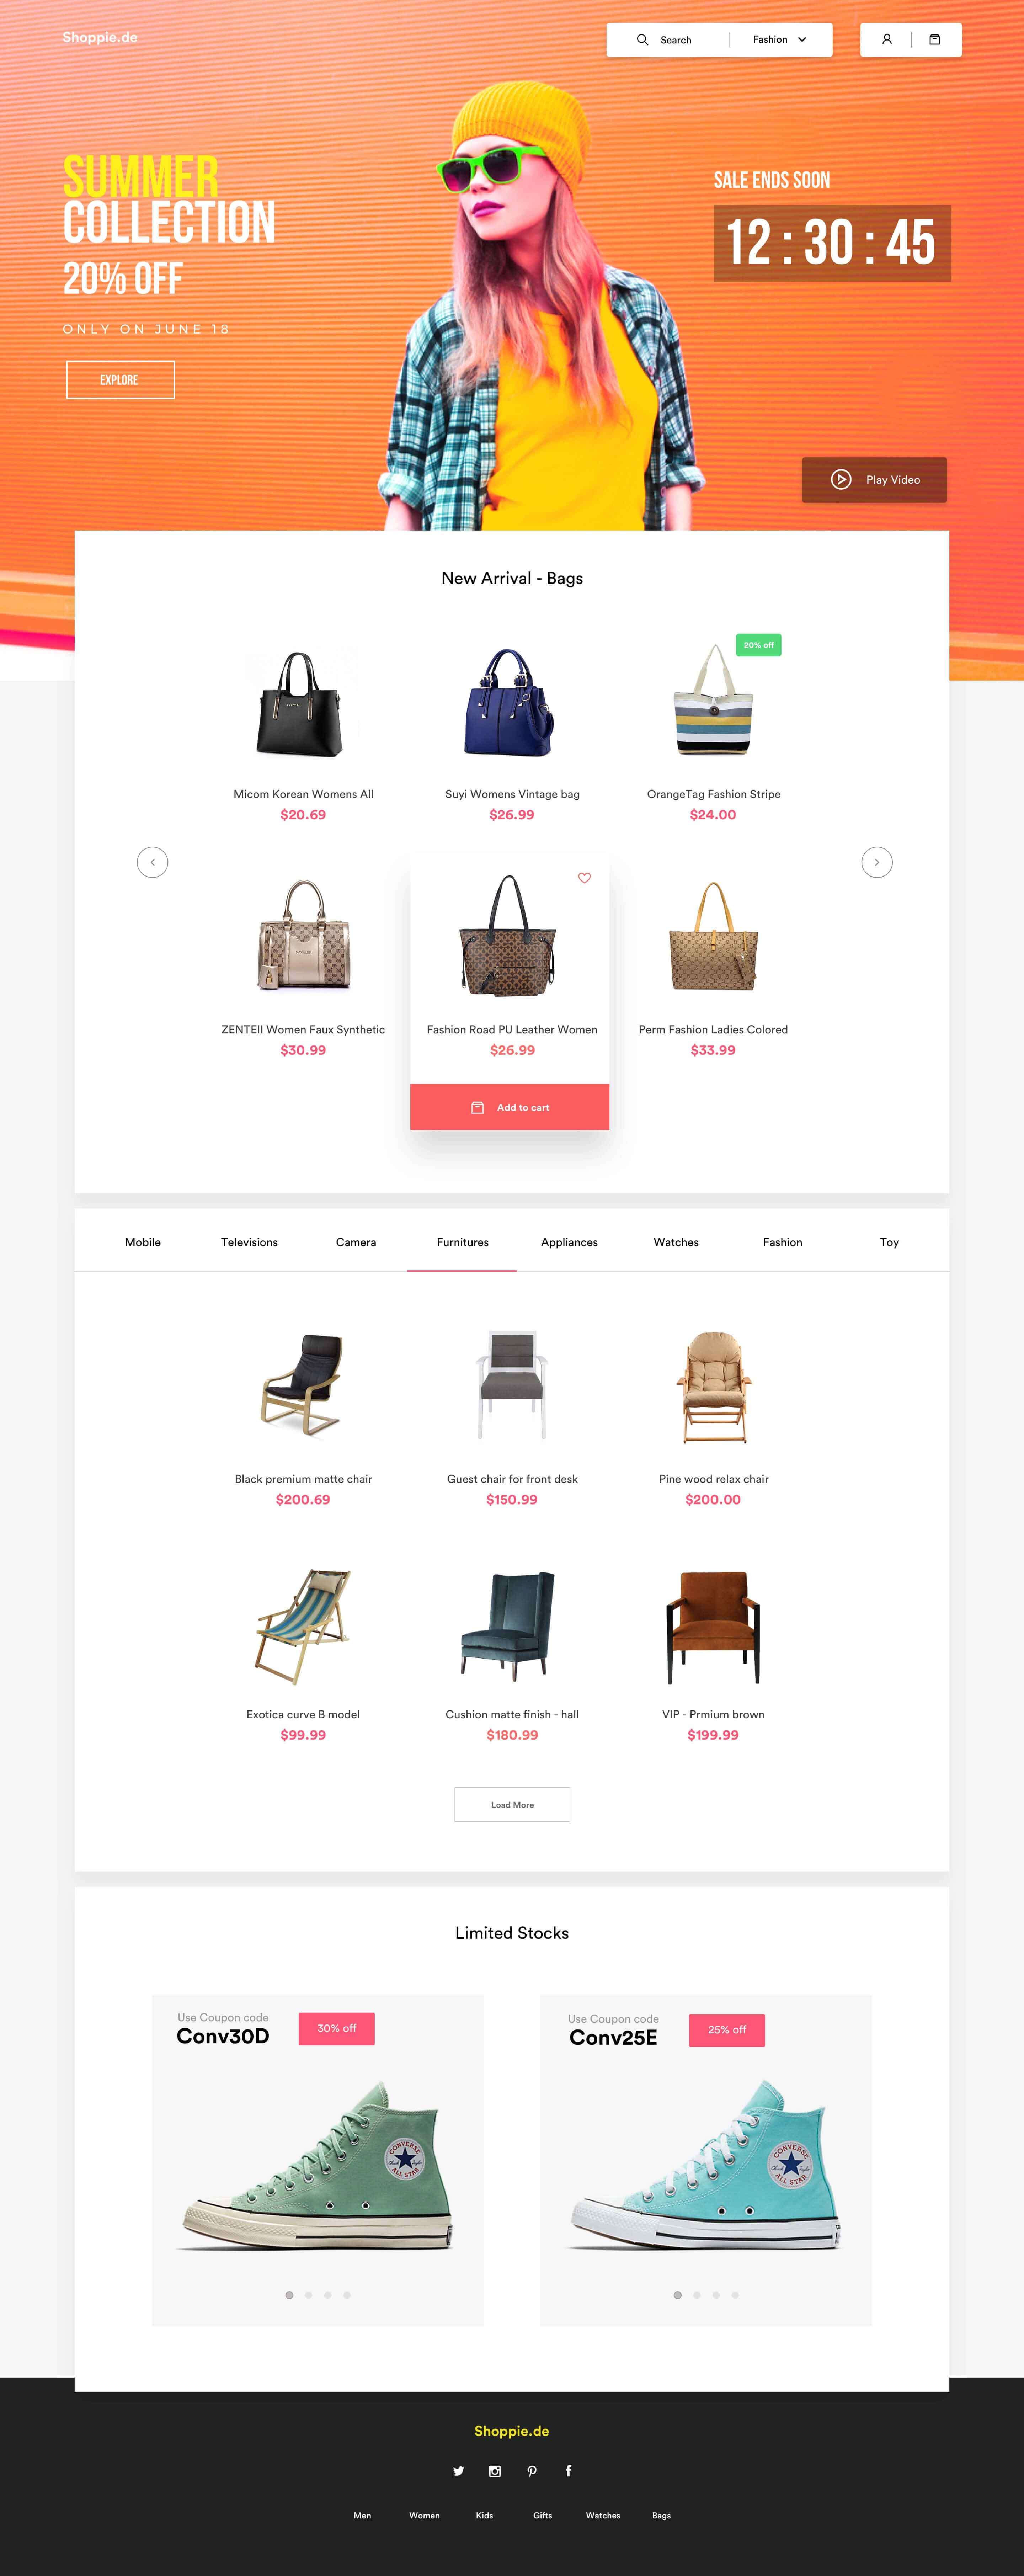 Shoppie.de
Search
Fashion
SUMMER
COLLECTION
20% OFF
ONLY ON JUNE 18
EXPLORE
SALE ENDS SOON
12 : 30 : 45
Play Video
New Arrival - Bags
20% off
Micom Korean Womens All
$20.69
Suyi Womens Vintage bag
$26.99
OrangeTag Fashion Stripe
$24.00
ZENTEII Women Faux Synthetic
$30.99
Fashion Road PU Leather Women
$26.99
Perm Fashion Ladies Colored
$33.99
Add to cart
Mobile
Televisions
Camera
Furnitures
Appliances
Watches
Fashion
Toy
Black premium matte chair
$200.69
Guest chair for front desk
$150.99
Pine wood relax chair
$200.00
Exotica curve B model
$99.99
Cushion matte finish - hall
$180.99
VIP - Prmium brown
$199.99
Load More
Limited Stocks
Use Coupon code
Conv30D
30% off
CONVERSE
ALL STAR
Use Coupon code
Conv25E
25% off
CONVERSE
ALL STAR
Shoppie.de
Men
Women
Kids
Gifts
Watches
Bags